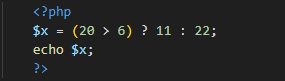 <?php
$x = (20 > 6) ? 11 : 22;
echo $x;
?>